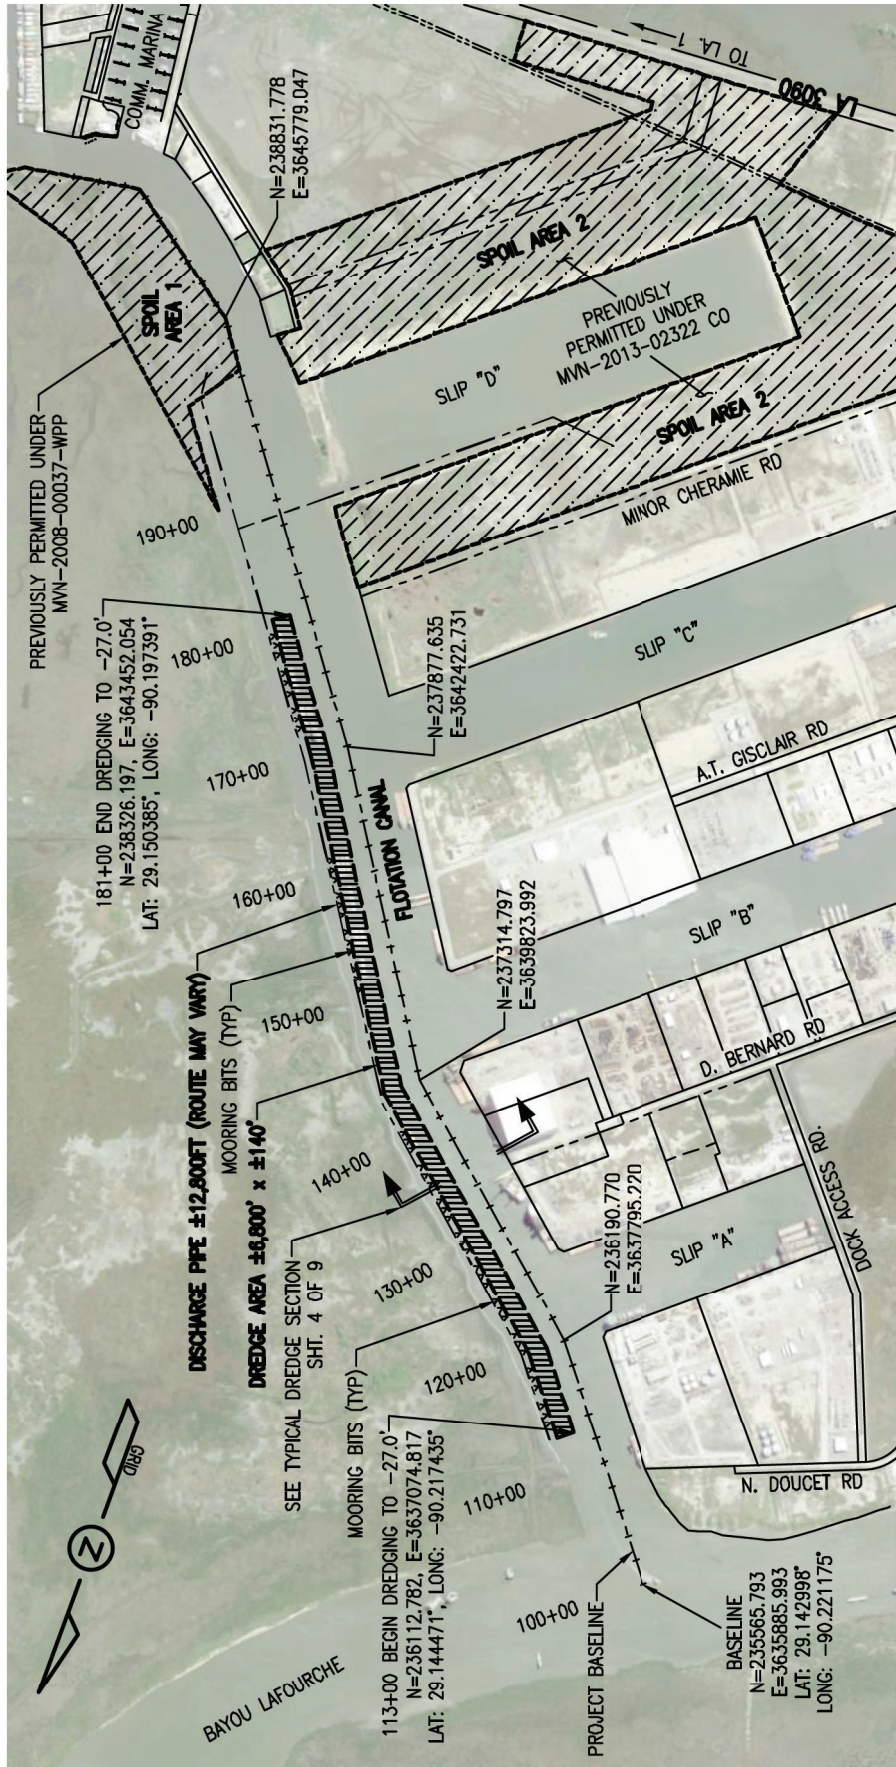 PREVIOUSLY PERMITTED UNDER
MVN-2008-00037-WPP
SPOIL
AREA 1
COMM. MARINA
N=238831.778
E=3645779.047
TO LA. 1
LA 3090
SPOIL AREA 2
PREVIOUSLY
PERMITTED UNDER
MVN-2013-02322 CO
SLIP "D"
SPOIL AREA 2
MINOR CHERAMIE RD
190+00
181+00 END DREDGING TO -27.0'
N=238326.197, E=3643452.054
LAT: 29.150385°, LONG: -90.197391°
180+00
N=237877.635
E=3642422.731
SLIP "C"
170+00
A.T. GISCLAIR RD
FLOTATION CANAL
160+00
DISCHARGE PIPE ±12,800FT (ROUTE MAY VARY)
MOORING BITS (TYP)
150+00
DREDGE AREA ±6,800' x ±140'
N=237314.797
E=3639823.992
SLIP "B"
D. BERNARD RD
140+00
SEE TYPICAL DREDGE SECTION
SHT. 4 OF 9
130+00
N=236190.770
E=3637795.220
SLIP "A"
DOCK ACCESS RD.
MOORING BITS (TYP)
120+00
113+00 BEGIN DREDGING TO -27.0'
N=236112.782, E=3637074.817
LAT: 29.144471°, LONG: -90.217435°
110+00
N. DOUCET RD
GRID
N
BAYOU LAFOURCHE
100+00
PROJECT BASELINE
BASELINE
N=235565.793
E=3635885.993
LAT: 29.142998°
LONG: -90.221175°